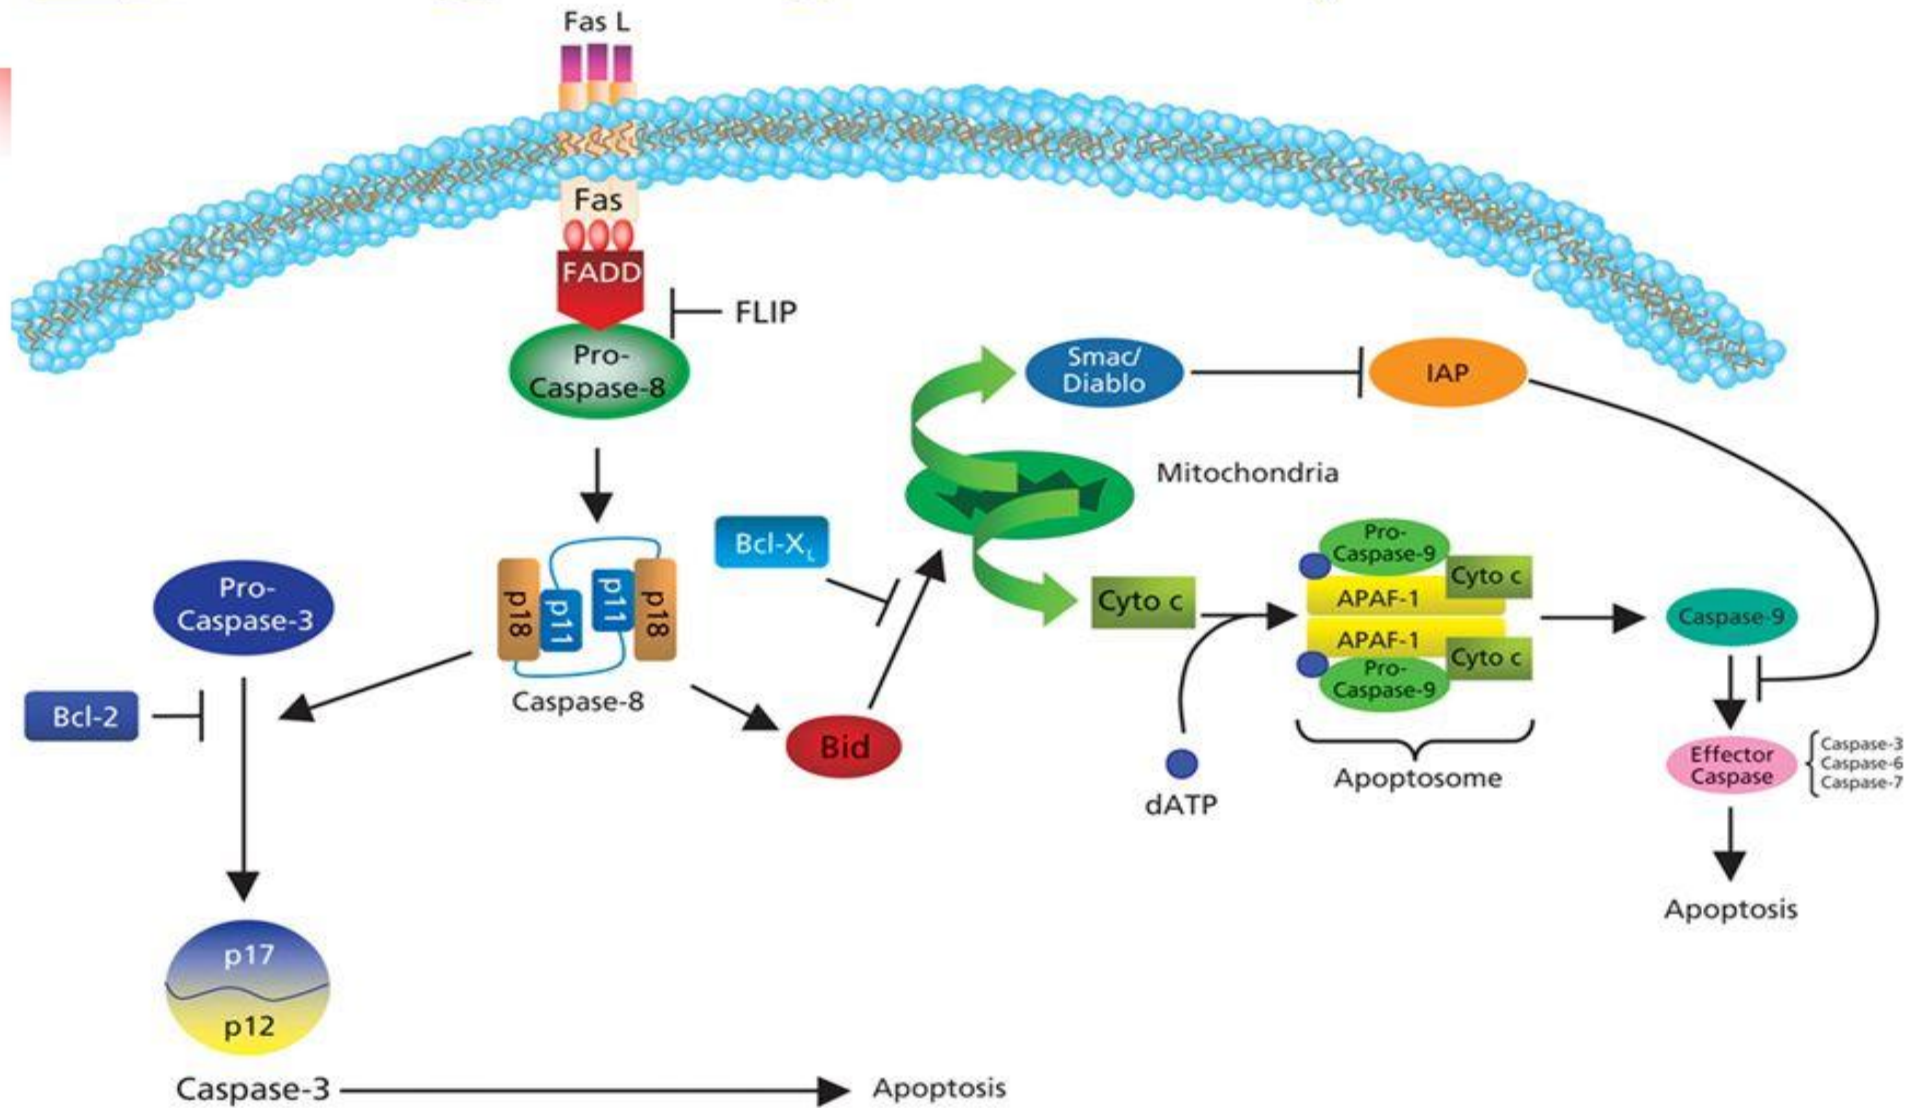 Fas L
Fas
FADD
FLIP
Pro-
Caspase-8
Smac/
Diablo
IAP
Mitochondria
Bcl-XL
Pro-
Caspase-3
p18
p11
p11
p18
Caspase-8
Bcl-2
Bid
Cyto c
dATP
Pro-
Caspase-9
Cyto c
APAF-1
APAF-1
Cyto c
Pro-
Caspase-9
Apoptosome
Caspase-9
Effector
Caspase
Caspase-3
Caspase-6
Caspase-7
Apoptosis
p17
p12
Caspase-3
Apoptosis